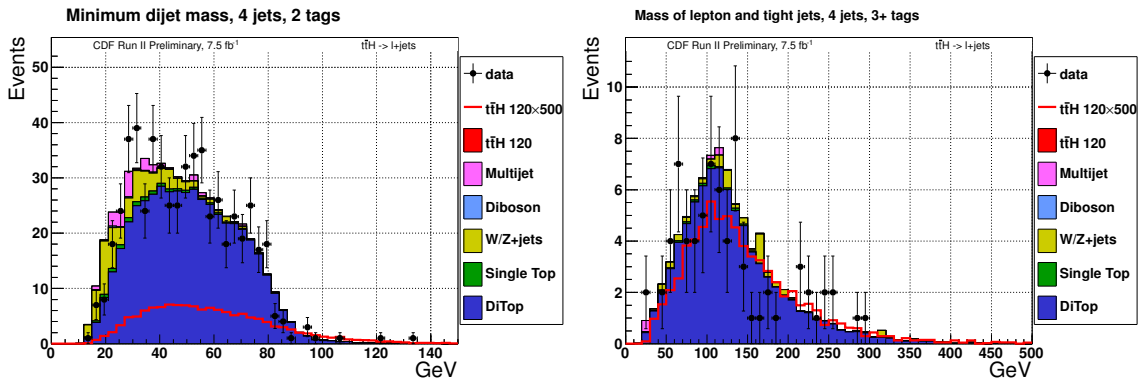 Minimum dijet mass, 4 jets, 2 tags
CDF Run II Preliminary, 7.5 fb⁻¹
tt̄H -> l+jets
Events
50
40
30
20
10
0
0 20 40 60 80 100 120 140
GeV
data
tt̄H 120×500
tt̄H 120
Multijet
Diboson
W/Z+jets
Single Top
DiTop
Mass of lepton and tight jets, 4 jets, 3+ tags
CDF Run II Preliminary, 7.5 fb⁻¹
tt̄H -> l+jets
Events
10
8
6
4
2
0
0 50 100 150 200 250 300 350 400 450 500
GeV
data
tt̄H 120×500
tt̄H 120
Multijet
Diboson
W/Z+jets
Single Top
DiTop